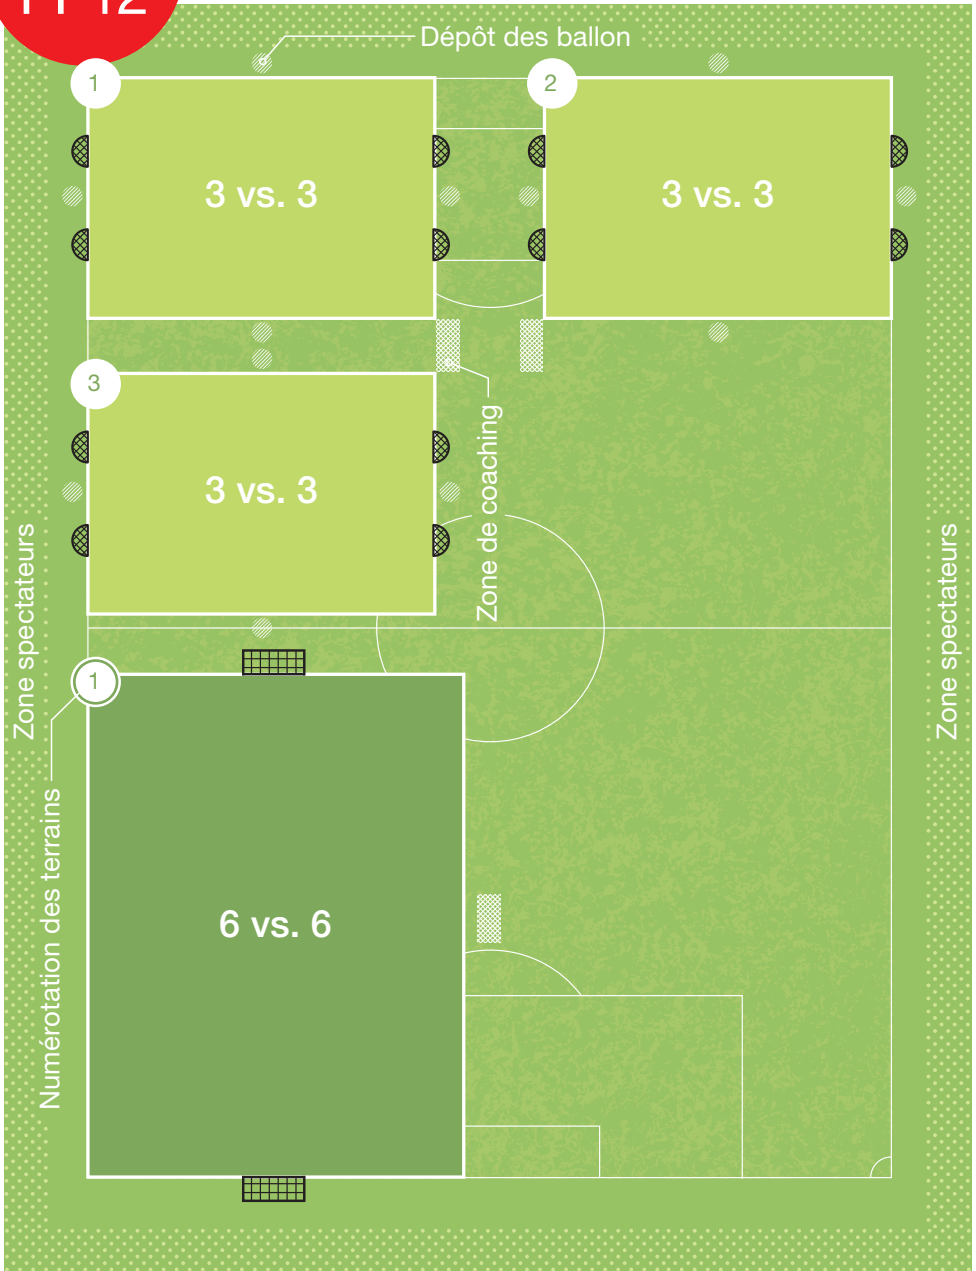 Dépôt des ballon
1
2
3 vs. 3
3 vs. 3
3
3 vs. 3
Zone de coaching
Zone spectateurs
Zone spectateurs
1
Numérotation des terrains
6 vs. 6